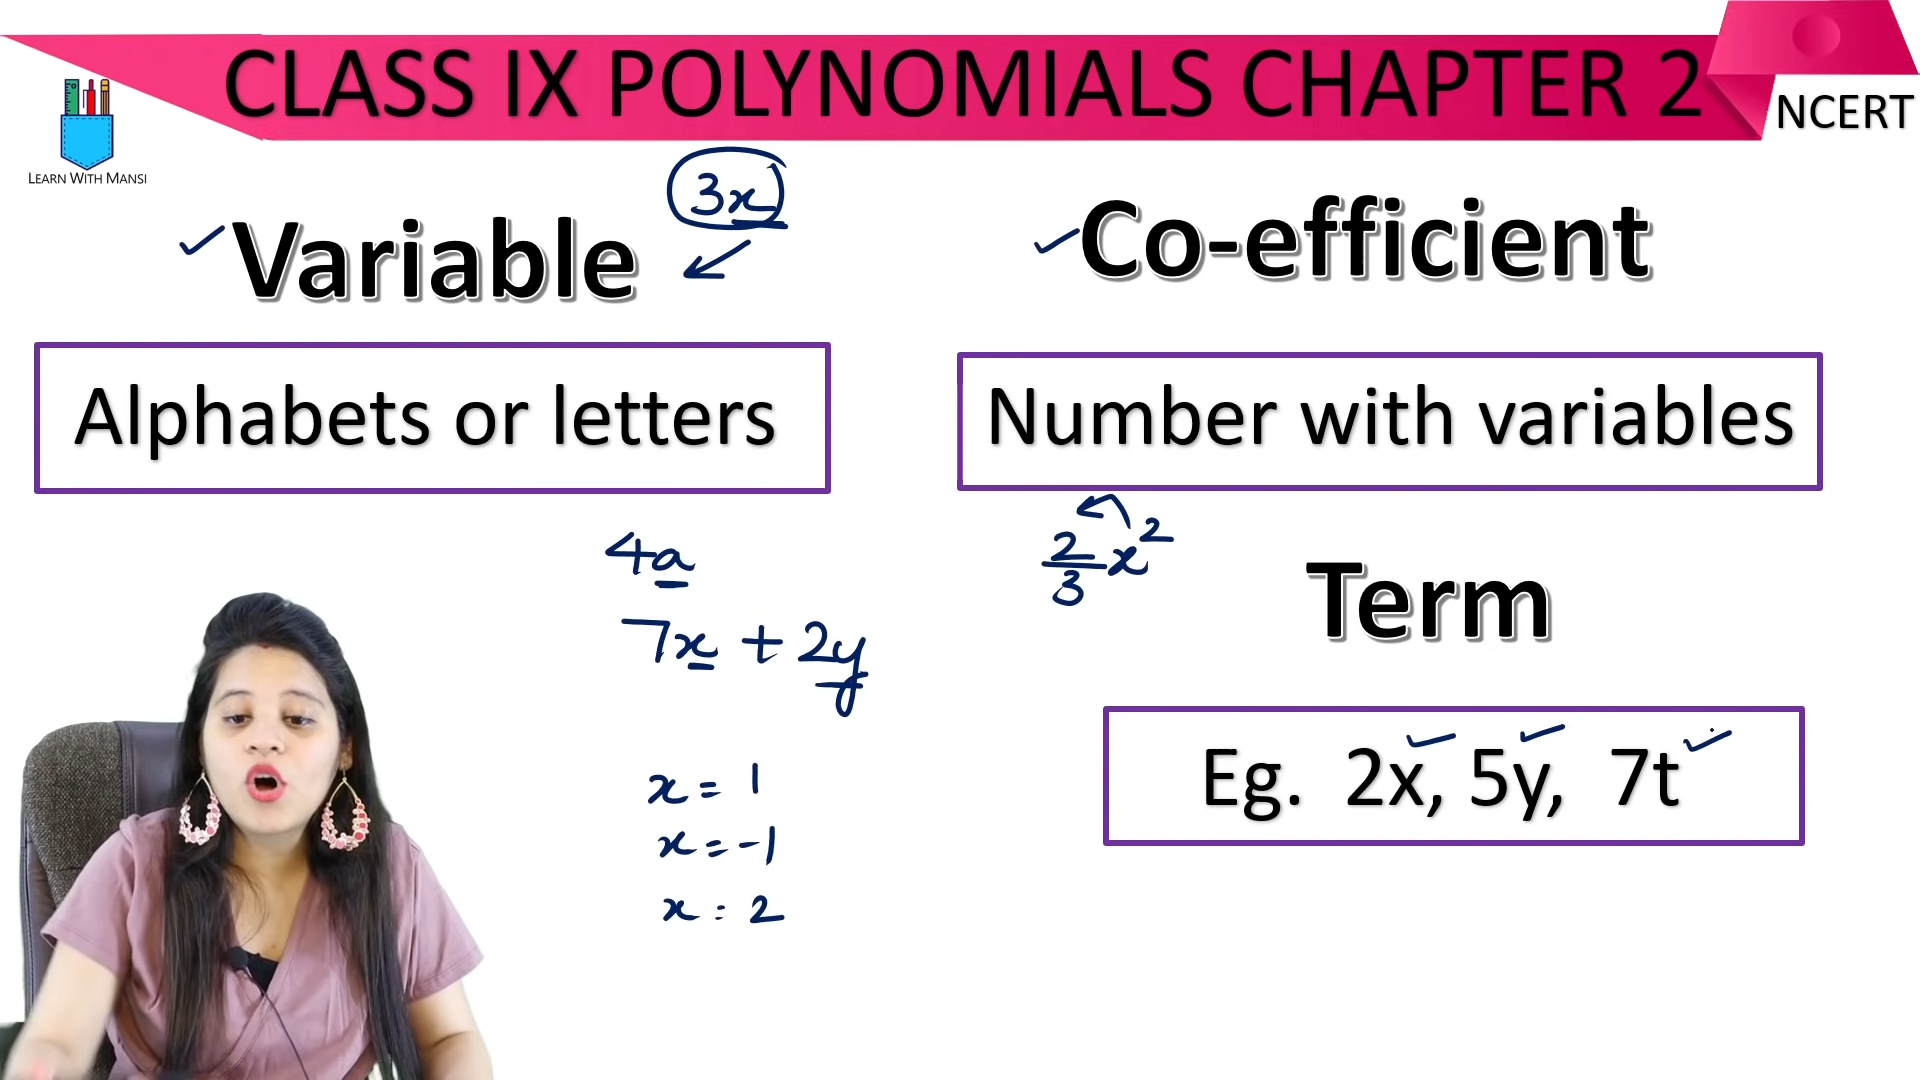 CLASS IX POLYNOMIALS CHAPTER 2
NCERT
LEARN WITH MANSI
3x
Variable
Co-efficient
Alphabets or letters
Number with variables
4a
2/3 x²
7x + 2y
Term
Eg. 2x, 5y, 7t
x = 1
x = -1
x = 2